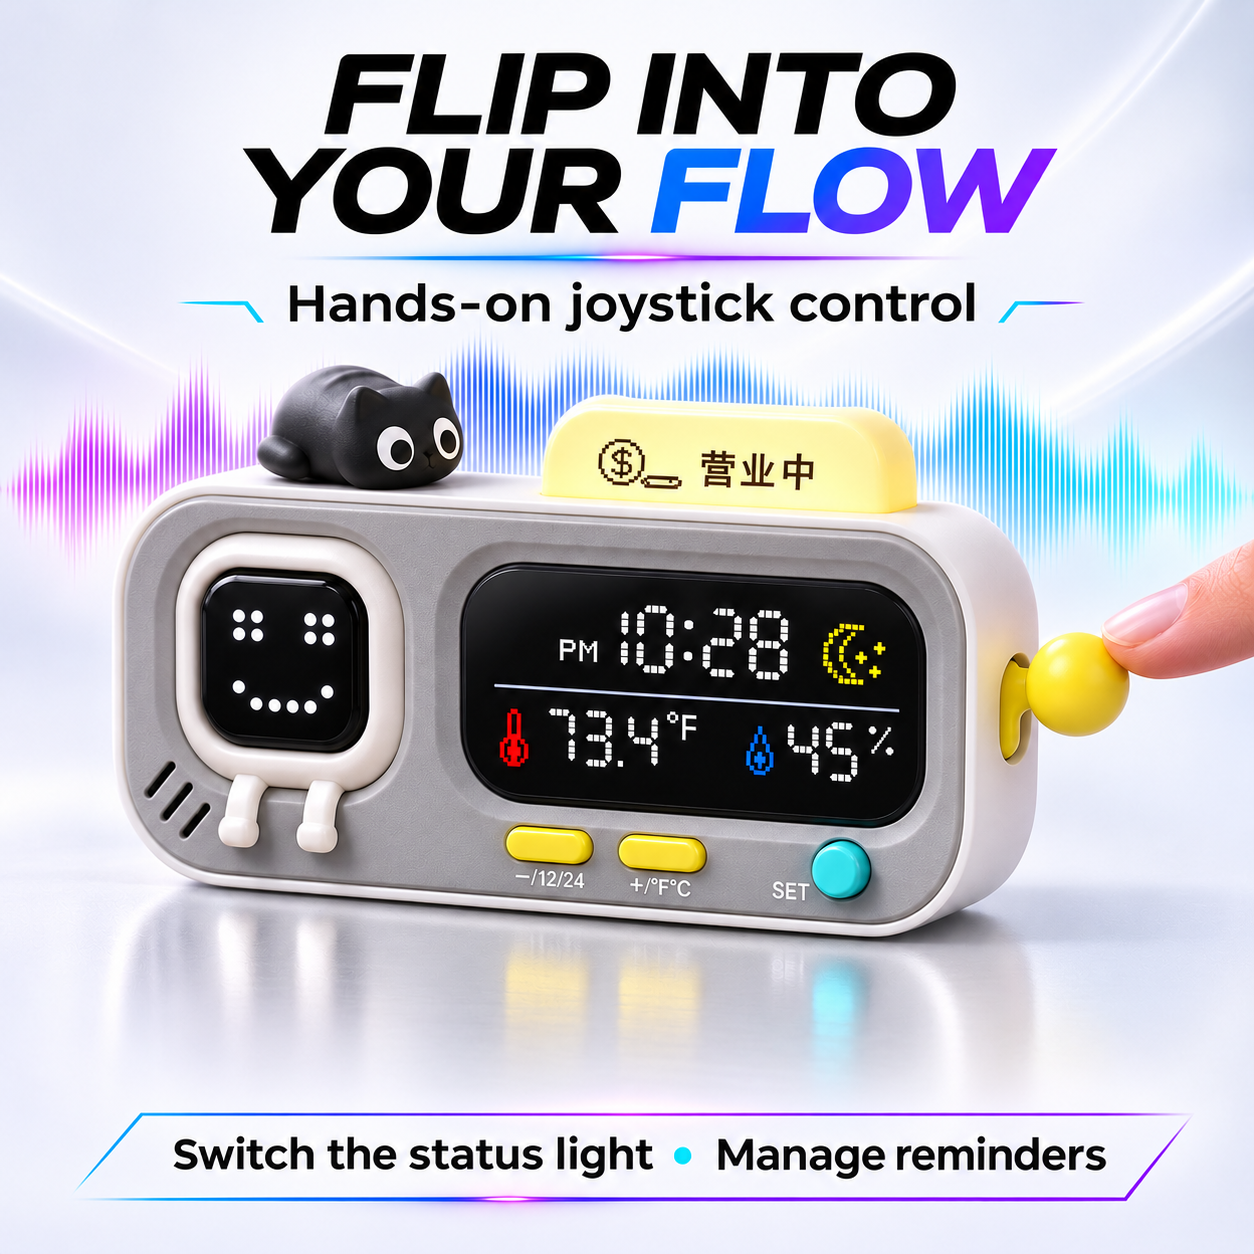 FLIP INTO
YOUR FLOW
Hands-on joystick control
$ 营业中
PM 10:28
73.4°F 45%
−/12/24 +/°F°C SET
Switch the status light • Manage reminders